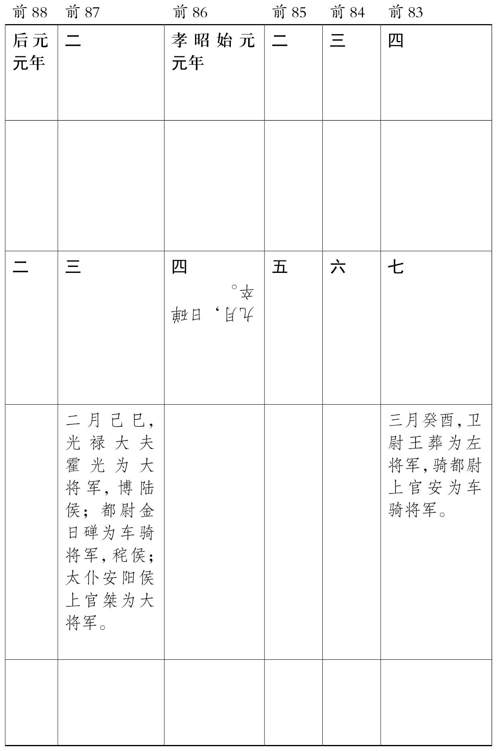 前 88 前 87 前 86 前 85 前 84 前 83
后元
元年
二
孝昭始元
元年
二
三
四
二
三
四
九月，日磾
卒。
五
六
七
二月己巳，
光禄大夫
霍光为大
将军，博陆
侯；都尉金
日磾为车骑
将军，秺侯；
太仆安阳侯
上官桀为大
将军。
三月癸酉，卫
尉王葬为左
将军，骑都尉
上官安为车
骑将军。